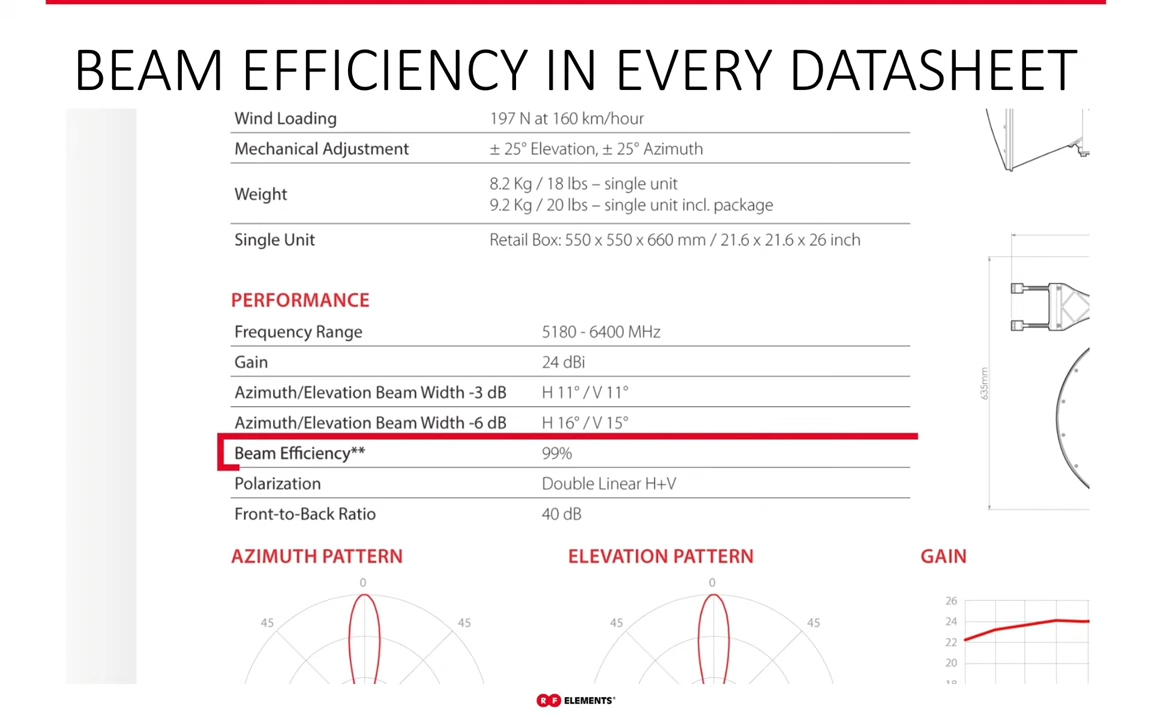 BEAM EFFICIENCY IN EVERY DATASHEET
Wind Loading 197 N at 160 km/hour
Mechanical Adjustment ± 25° Elevation, ± 25° Azimuth
Weight 8.2 Kg / 18 lbs – single unit
9.2 Kg / 20 lbs – single unit incl. package
Single Unit Retail Box: 550 x 550 x 660 mm / 21.6 x 21.6 x 26 inch
PERFORMANCE
Frequency Range 5180 - 6400 MHz
Gain 24 dBi
Azimuth/Elevation Beam Width -3 dB H 11° / V 11°
Azimuth/Elevation Beam Width -6 dB H 16° / V 15°
Beam Efficiency** 99%
Polarization Double Linear H+V
Front-to-Back Ratio 40 dB
635mm
AZIMUTH PATTERN ELEVATION PATTERN GAIN
0 0
45 45 45 45
26
24
22
20
18
RF ELEMENTS®